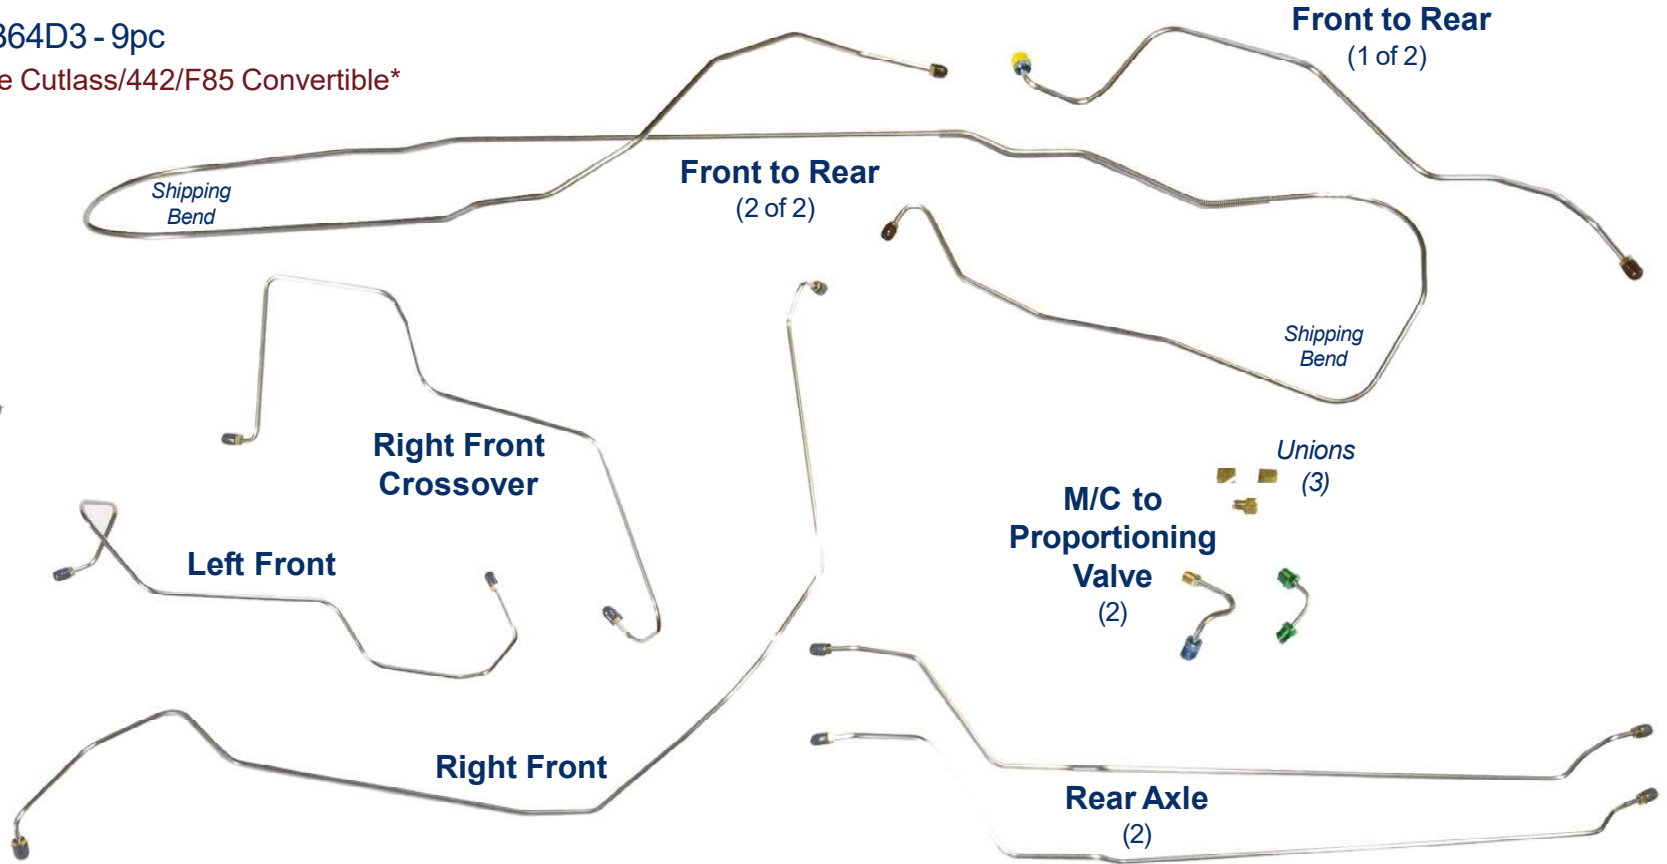 364D3 - 9pc
e Cutlass/442/F85 Convertible*
Front to Rear
(1 of 2)
Shipping
Bend
Front to Rear
(2 of 2)
Shipping
Bend
Right Front
Crossover
Unions
(3)
M/C to
Proportioning
Valve
(2)
Left Front
Right Front
Rear Axle
(2)